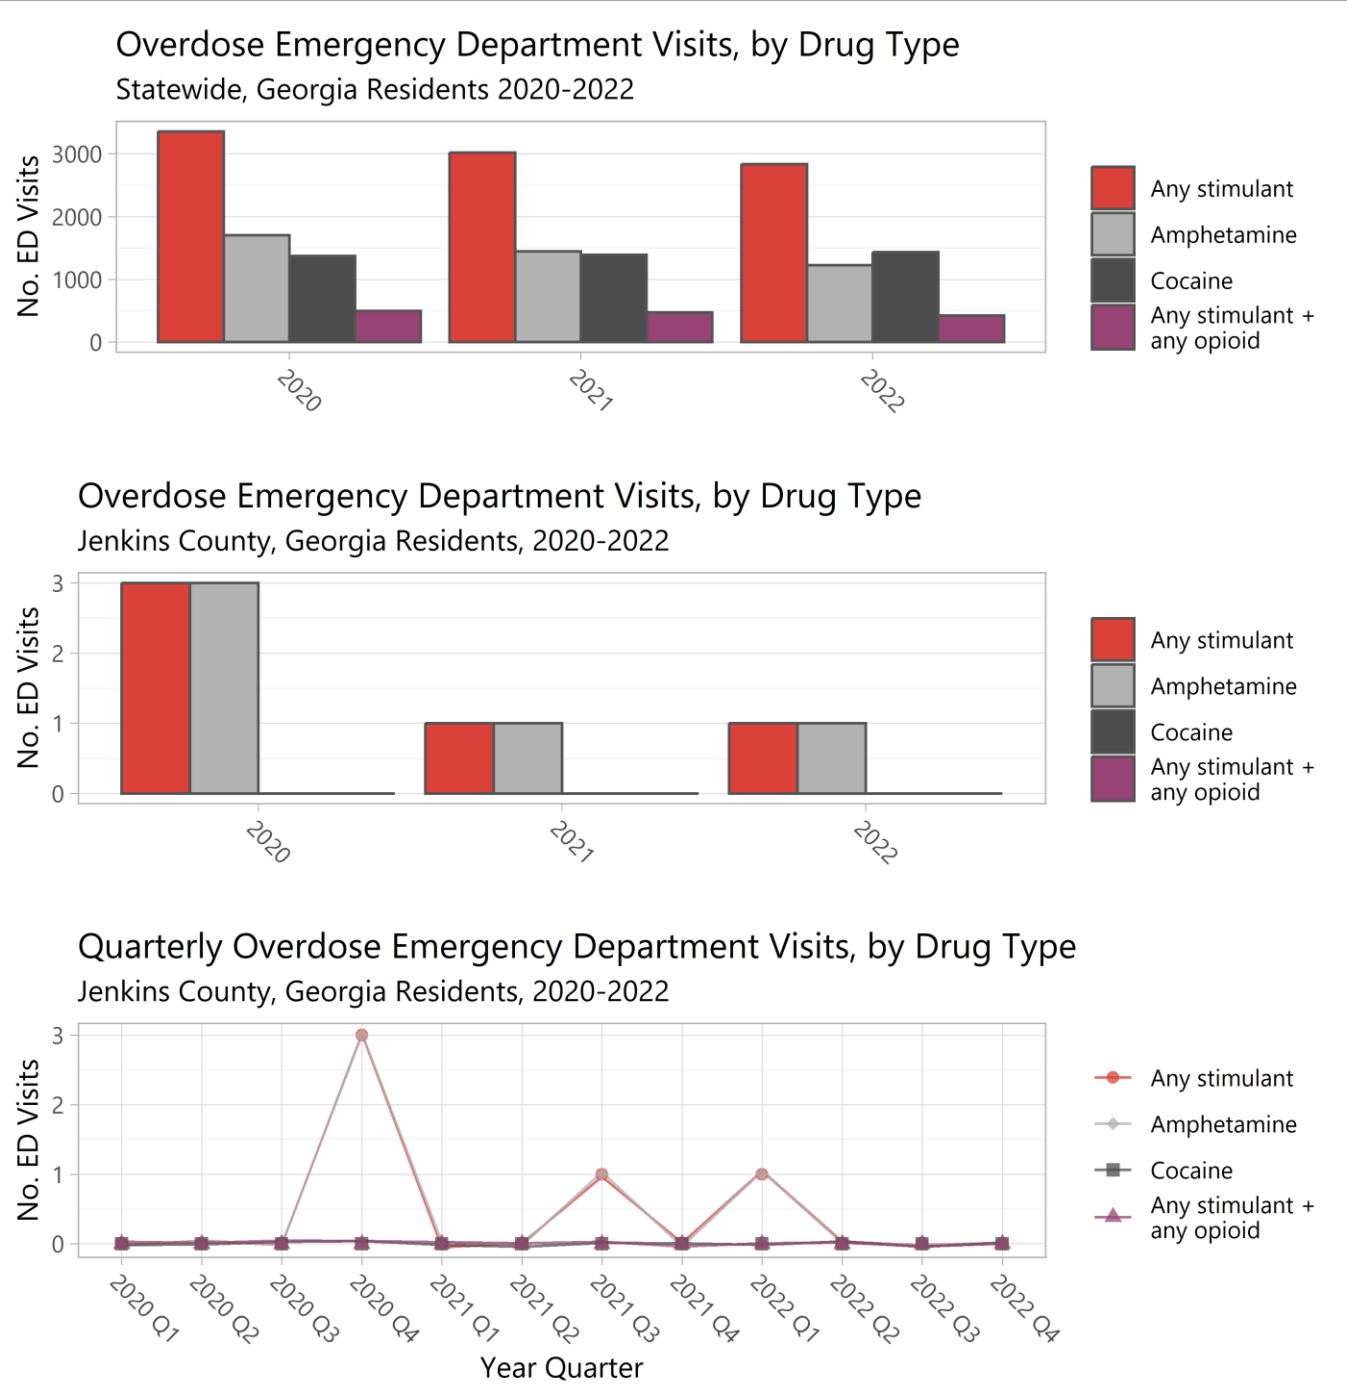 Overdose Emergency Department Visits, by Drug Type
Statewide, Georgia Residents 2020-2022
No. ED Visits
3000
2000
1000
0
2020
2021
2022
Any stimulant
Amphetamine
Cocaine
Any stimulant +
any opioid
Overdose Emergency Department Visits, by Drug Type
Jenkins County, Georgia Residents, 2020-2022
No. ED Visits
3
2
1
0
2020
2021
2022
Any stimulant
Amphetamine
Cocaine
Any stimulant +
any opioid
Quarterly Overdose Emergency Department Visits, by Drug Type
Jenkins County, Georgia Residents, 2020-2022
No. ED Visits
3
2
1
0
2020 Q1
2020 Q2
2020 Q3
2020 Q4
2021 Q1
2021 Q2
2021 Q3
2021 Q4
2022 Q1
2022 Q2
2022 Q3
2022 Q4
Year Quarter
Any stimulant
Amphetamine
Cocaine
Any stimulant +
any opioid